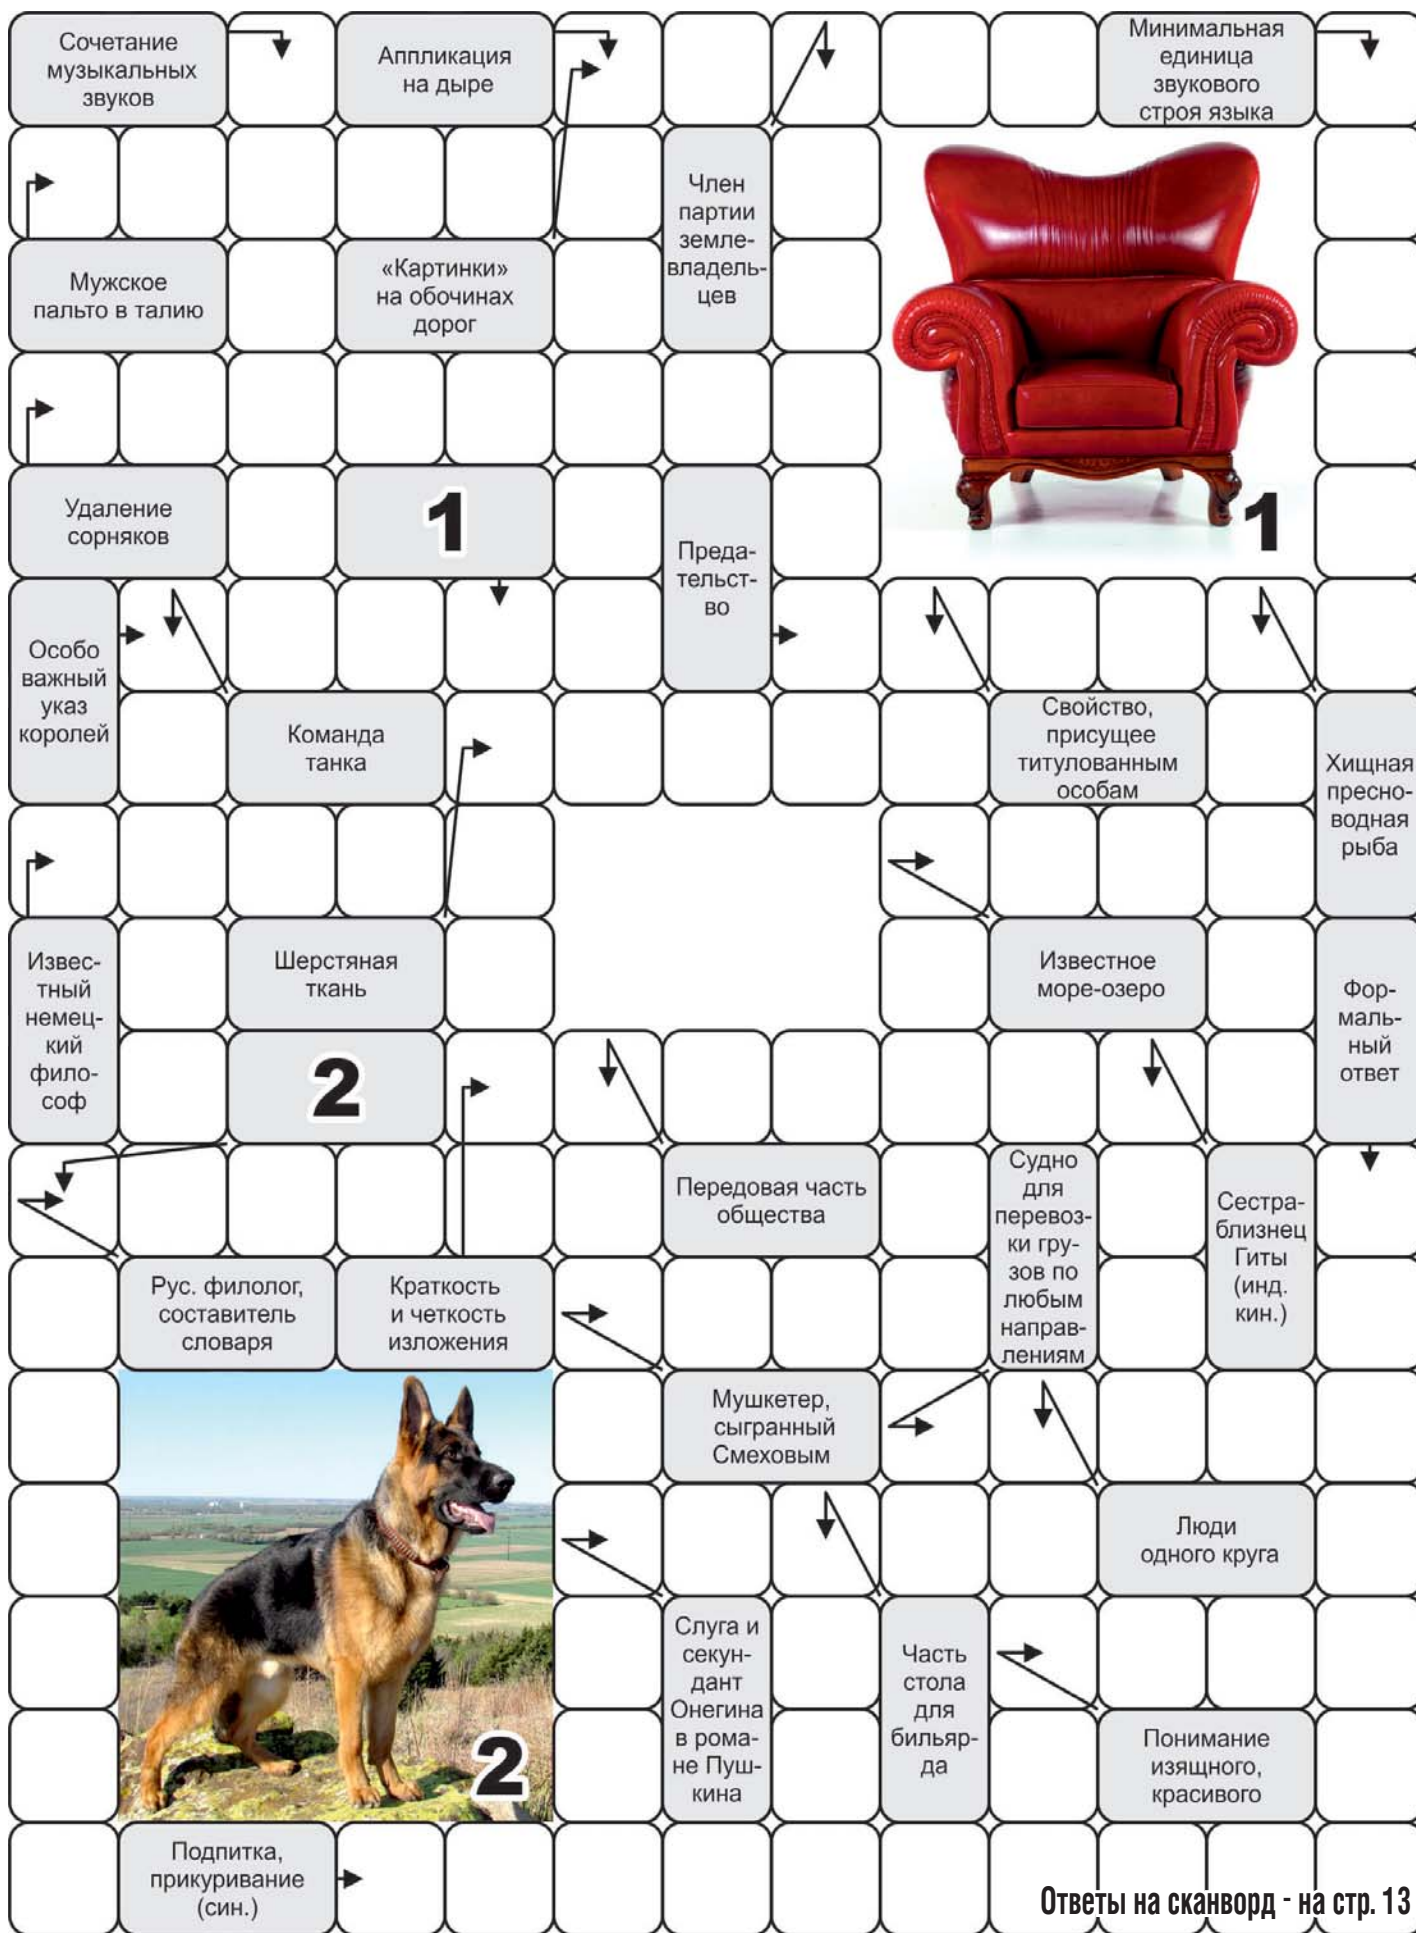 Сочетание
музыкальных
звуков
Аппликация
на дыре
Минимальная
единица
звукового
строя языка
Член
партии
земле-
владель-
цев
Мужское
пальто в талию
«Картинки»
на обочинах
дорог
Удаление
сорняков
1
Преда-
тельст-
во
1
Особо
важный
указ
королей
Команда
танка
Свойство,
присущее
титулованным
особам
Хищная
пресно-
водная
рыба
Извес-
тный
немец-
кий
фило-
соф
Шерстяная
ткань
Известное
море-озеро
Фор-
маль-
ный
ответ
2
Передовая часть
общества
Судно
для
перевоз-
ки гру-
зов по
любым
направ-
лениям
Сестра-
близнец
Гиты
(инд.
кин.)
Рус. филолог,
составитель
словаря
Краткость
и четкость
изложения
Мушкетер,
сыгранный
Смеховым
Люди
одного круга
Слуга и
секун-
дант
Онегина
в рома-
не Пуш-
кина
Часть
стола
для
бильяр-
да
Понимание
изящного,
красивого
2
Подпитка,
прикуривание
(син.)
Ответы на сканворд - на стр. 13